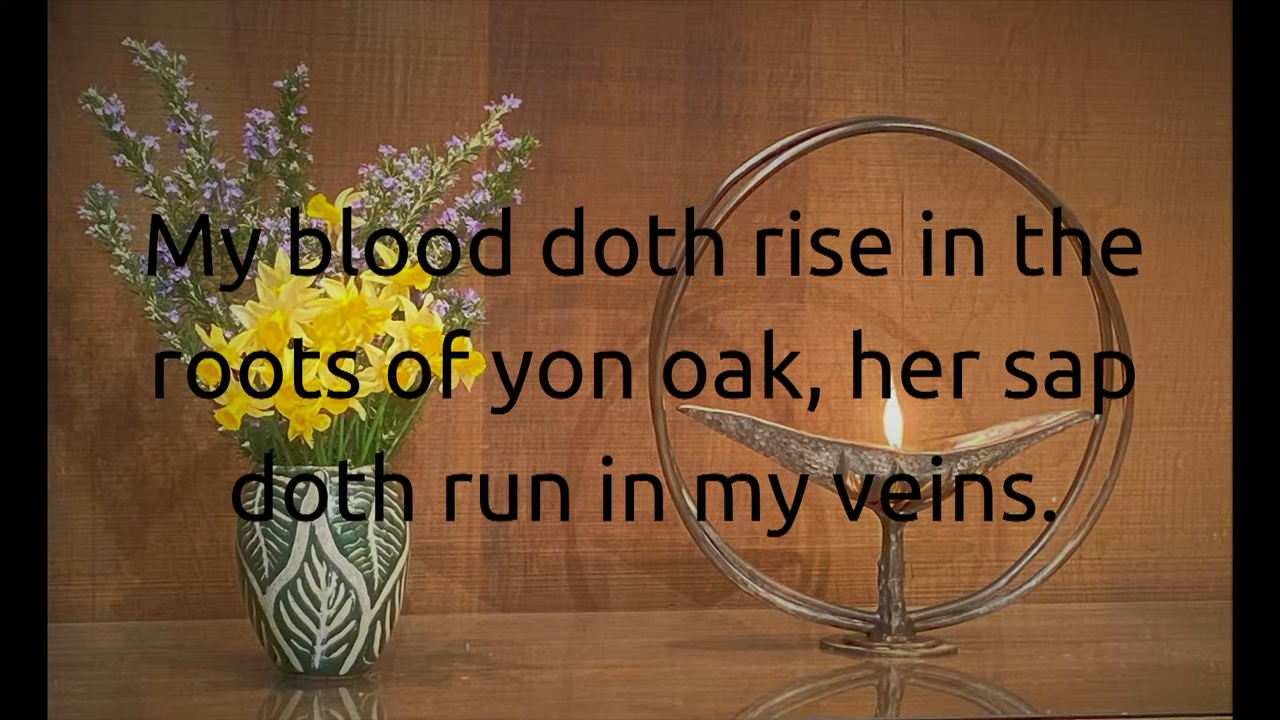 My blood doth rise in the
roots of yon oak, her sap
doth run in my veins.